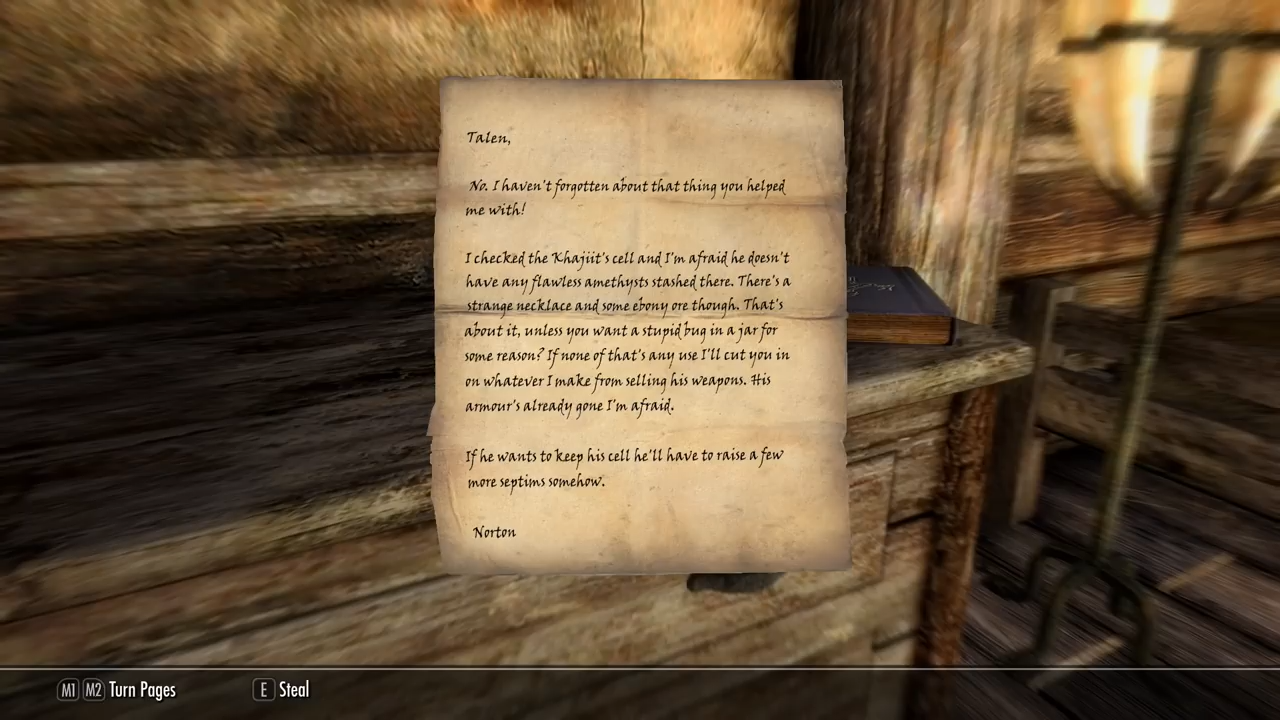 Talen,
No. I haven't forgotten about that thing you helped
me with!
I checked the Khajiit's cell and I'm afraid he doesn't
have any flawless amethysts stashed there. There's a
strange necklace and some ebony ore though. That's
about it, unless you want a stupid bug in a jar for
some reason? If none of that's any use I'll cut you in
on whatever I make from selling his weapons. His
armour's already gone I'm afraid.
If he wants to keep his cell he'll have to raise a few
more septims somehow.
Norton
M1 M2 Turn Pages
E Steal